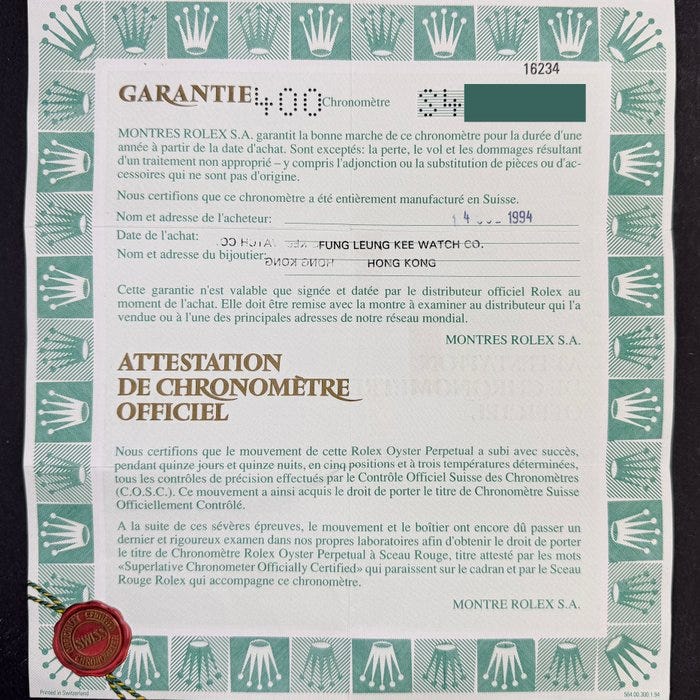 16234
GARANTIE 400 Chronomètre S4
MONTRES ROLEX S.A. garantit la bonne marche de ce chronomètre pour la durée d'une
année à partir de la date d'achat. Sont exceptés: la perte, le vol et les dommages résultant
d'un traitement non approprié – y compris l'adjonction ou la substitution de pièces ou d'ac-
cessoires qui ne sont pas d'origine.
Nous certifions que ce chronomètre a été entièrement manufacturé en Suisse.
Nom et adresse de l'acheteur:
14 1994
Date de l'achat:
FUNG LEUNG KEE WATCH CO.
Nom et adresse du bijoutier:
HONG KONG
Cette garantie n'est valable que signée et datée par le distributeur officiel Rolex au
moment de l'achat. Elle doit être remise avec la montre à examiner au distributeur qui l'a
vendue ou à l'une des principales adresses de notre réseau mondial.
MONTRES ROLEX S.A.
ATTESTATION
DE CHRONOMÈTRE
OFFICIEL
Nous certifions que le mouvement de cette Rolex Oyster Perpetual a subi avec succès,
pendant quinze jours et quinze nuits, en cinq positions et à trois températures déterminées,
tous les contrôles de précision effectués par le Contrôle Officiel Suisse des Chronomètres
(C.O.S.C.). Ce mouvement a ainsi acquis le droit de porter le titre de Chronomètre Suisse
Officiellement Contrôlé.
A la suite de ces sévères épreuves, le mouvement et le boîtier ont encore dû passer un
dernier et rigoureux examen dans nos propres laboratoires afin d'obtenir le droit de porter
le titre de Chronomètre Rolex Oyster Perpetual à Sceau Rouge, titre attesté par les mots
«Superlative Chronometer Officially Certified» qui paraissent sur le cadran et par le Sceau
Rouge Rolex qui accompagne ce chronomètre.
MONTRE ROLEX S.A.
SWISS
Printed in Switzerland
564.00.300.1.94